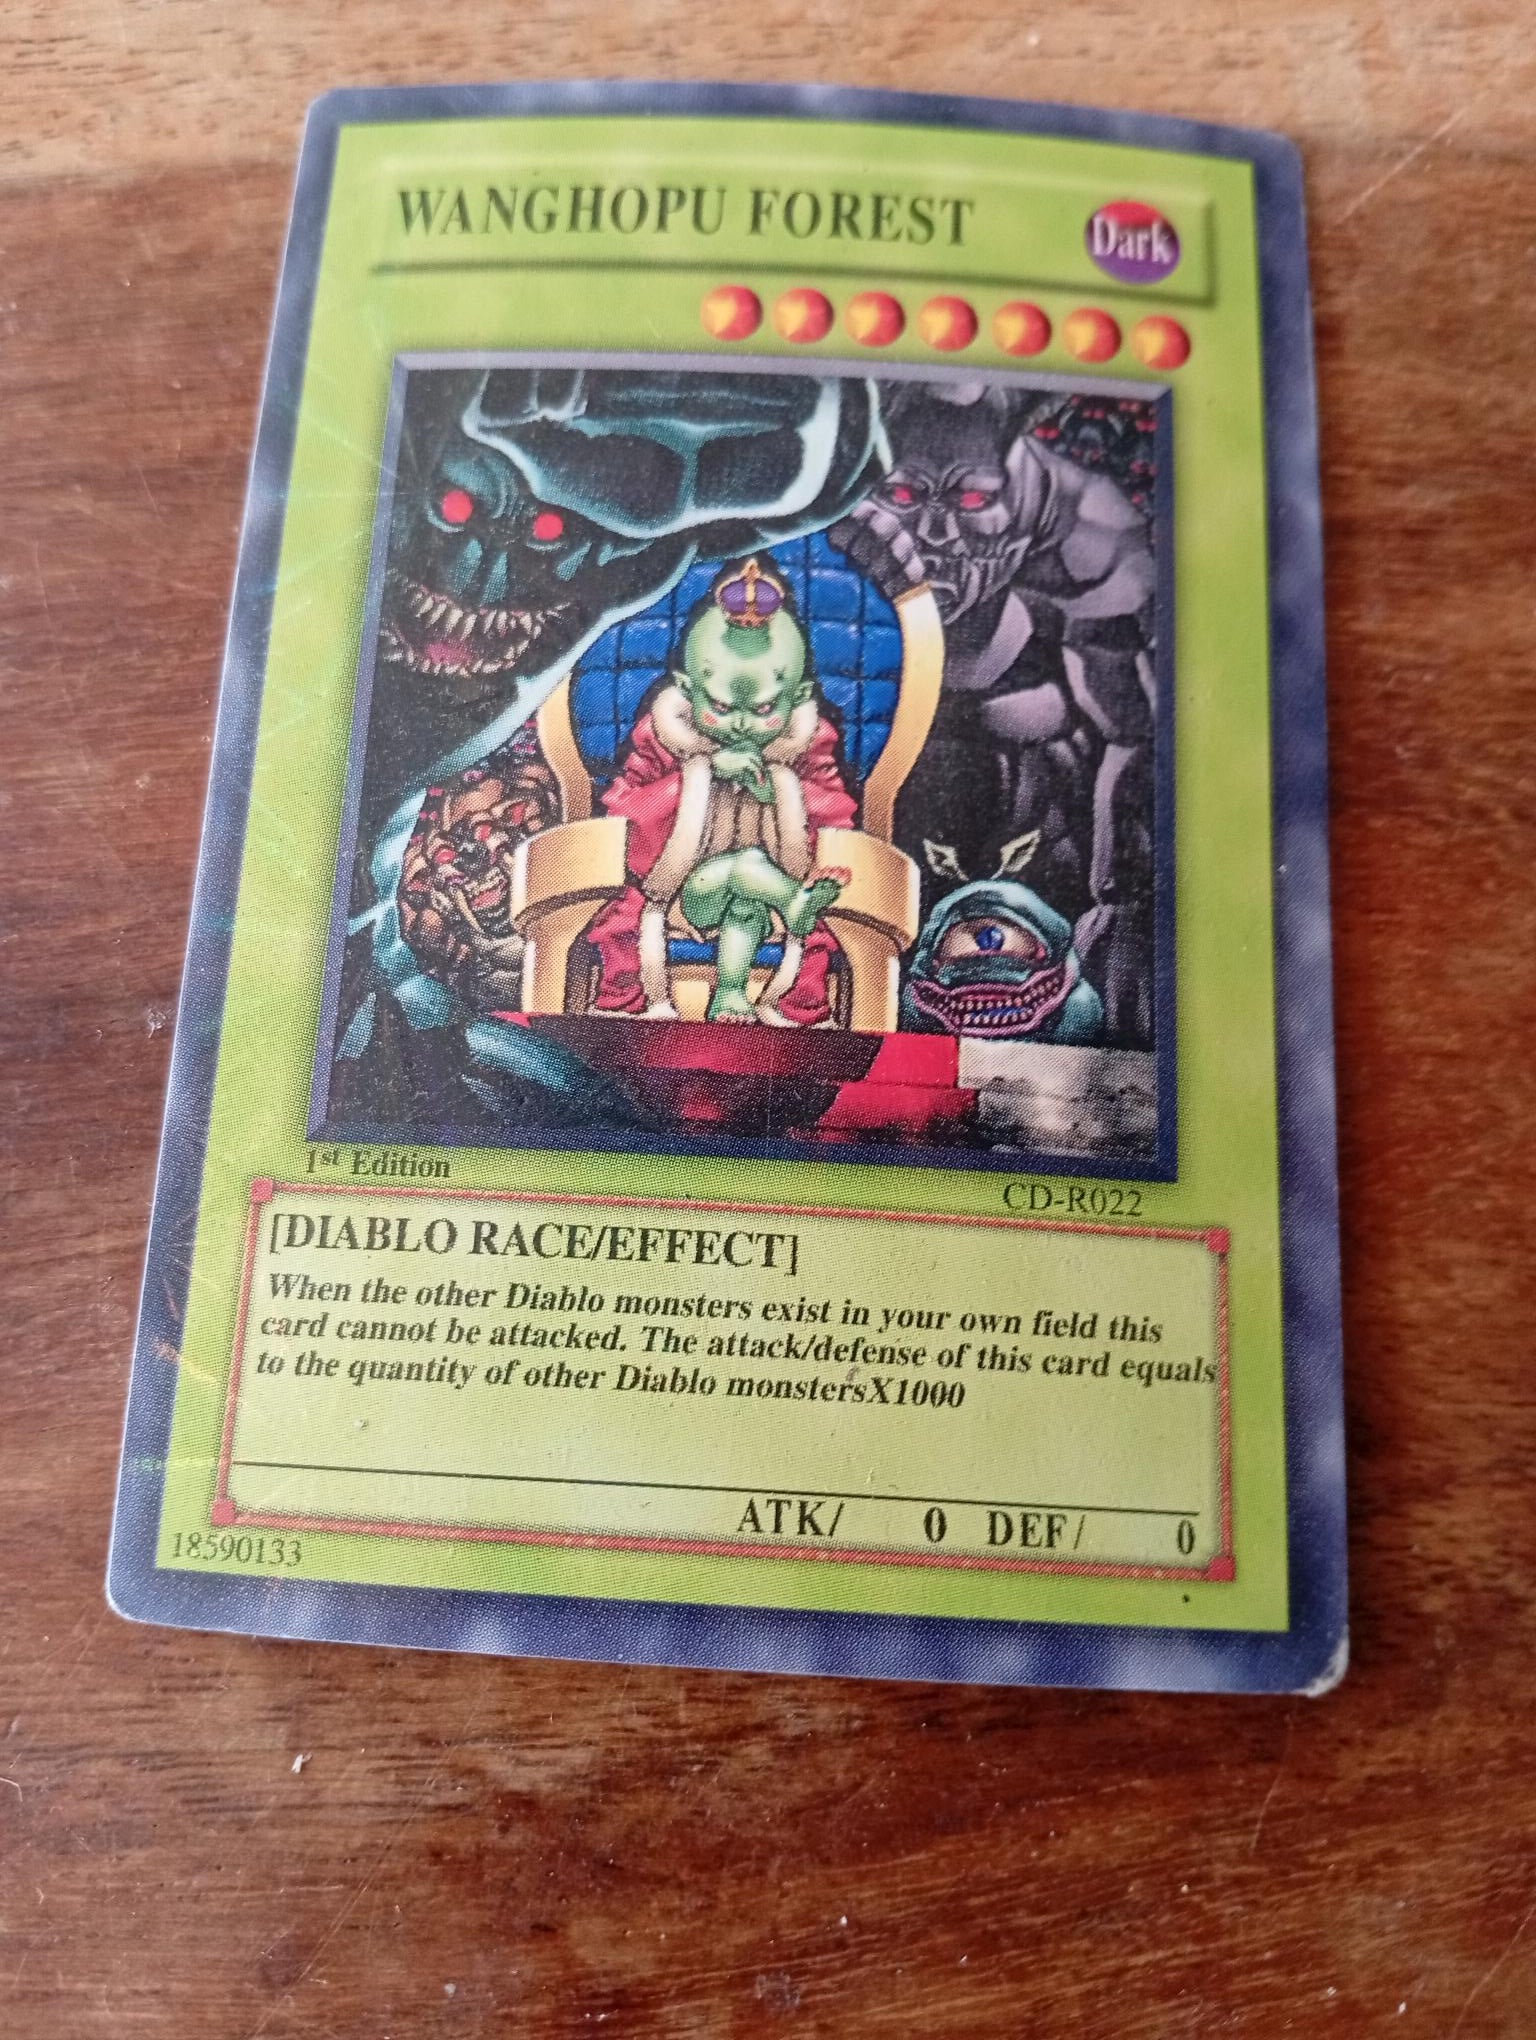 WANGHOPU FOREST
Dark
1st Edition
CD-R022
[DIABLO RACE/EFFECT]
When the other Diablo monsters exist in your own field this
card cannot be attacked. The attack/defense of this card equals
to the quantity of other Diablo monstersX1000
ATK/ 0 DEF/ 0
18590133